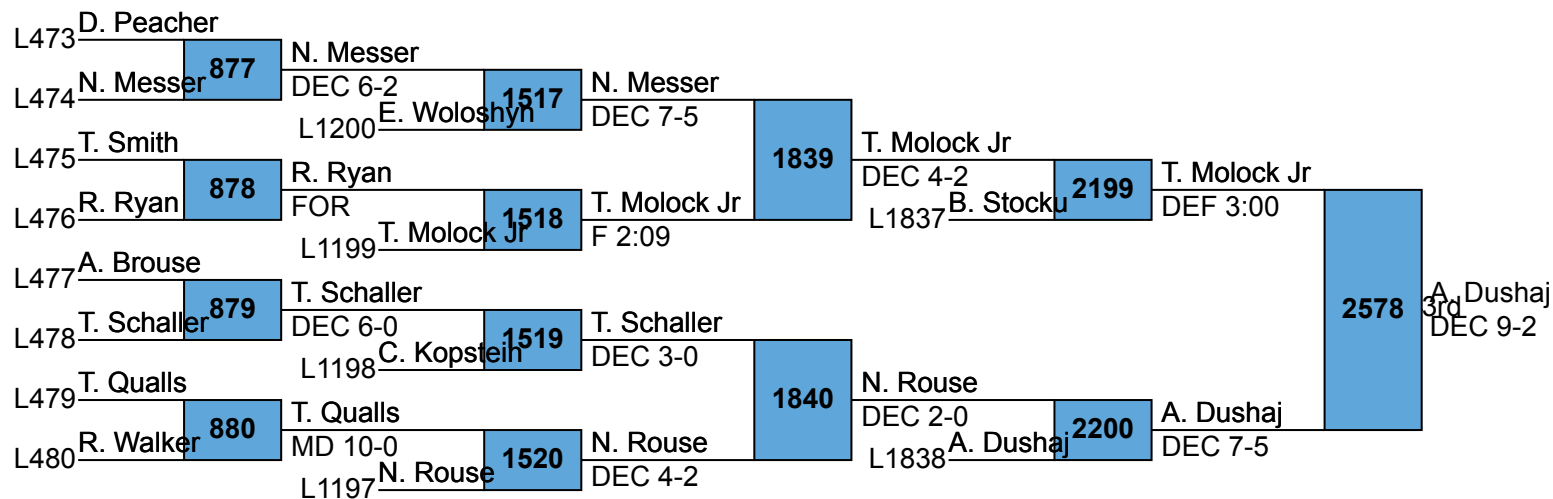 D. Peacher
L473
877
N. Messer
L474
N. Messer
DEC 6-2
1517
E. Woloshyn
L1200
N. Messer
DEC 7-5
T. Smith
L475
878
R. Ryan
L476
R. Ryan
FOR
1518
T. Molock Jr
L1199
T. Molock Jr
F 2:09
1839
T. Molock Jr
DEC 4-2
2199
B. Stocku
L1837
T. Molock Jr
DEF 3:00
A. Brouse
L477
879
T. Schaller
L478
T. Schaller
DEC 6-0
1519
C. Kopstein
L1198
T. Schaller
DEC 3-0
T. Qualls
L479
880
R. Walker
L480
T. Qualls
MD 10-0
1520
N. Rouse
L1197
N. Rouse
DEC 4-2
1840
N. Rouse
DEC 2-0
2200
A. Dushaj
L1838
A. Dushaj
DEC 7-5
2578
3rd
A. Dushaj
DEC 9-2